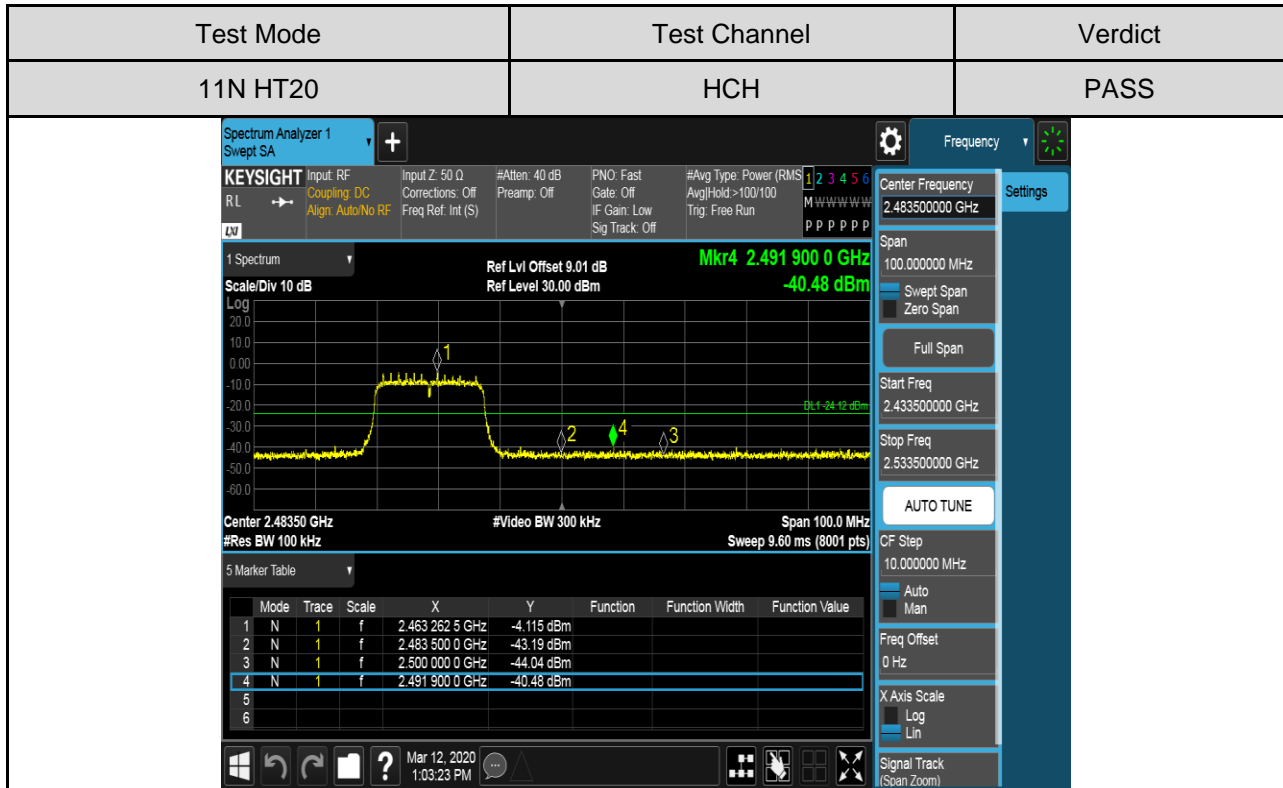 Test Mode Test Channel Verdict
11N HT20 HCH PASS
Spectrum Analyzer 1
Swept SA
Frequency
KEYSIGHT
RL
LXI
Input: RF
Coupling: DC
Align: Auto/No RF
Input Z: 50 Ω
Corrections: Off
Freq Ref: Int (S)
#Atten: 40 dB
Preamp: Off
PNO: Fast
Gate: Off
IF Gain: Low
Sig Track: Off
#Avg Type: Power (RMS
Avg|Hold:>100/100
Trig: Free Run
1 2 3 4 5 6
M W W W W W
P P P P P P
1 Spectrum
Scale/Div 10 dB
Ref Lvl Offset 9.01 dB
Ref Level 30.00 dBm
Mkr4 2.491 900 0 GHz
-40.48 dBm
Log
20.0
10.0
0.00
-10.0
-20.0
-30.0
-40.0
-50.0
-60.0
1
2
4
3
DL1 -24.12 dBm
Center 2.48350 GHz #Video BW 300 kHz Span 100.0 MHz
#Res BW 100 kHz Sweep 9.60 ms (8001 pts)
5 Marker Table
Mode Trace Scale X Y Function Function Width Function Value
1 N 1 f 2.463 262 5 GHz -4.115 dBm
2 N 1 f 2.483 500 0 GHz -43.19 dBm
3 N 1 f 2.500 000 0 GHz -44.04 dBm
4 N 1 f 2.491 900 0 GHz -40.48 dBm
5
6
?
Mar 12, 2020
1:03:23 PM
Center Frequency
2.483500000 GHz
Settings
Span
100.000000 MHz
Swept Span
Zero Span
Full Span
Start Freq
2.433500000 GHz
Stop Freq
2.533500000 GHz
AUTO TUNE
CF Step
10.000000 MHz
Auto
Man
Freq Offset
0 Hz
X Axis Scale
Log
Lin
Signal Track
(Span Zoom)